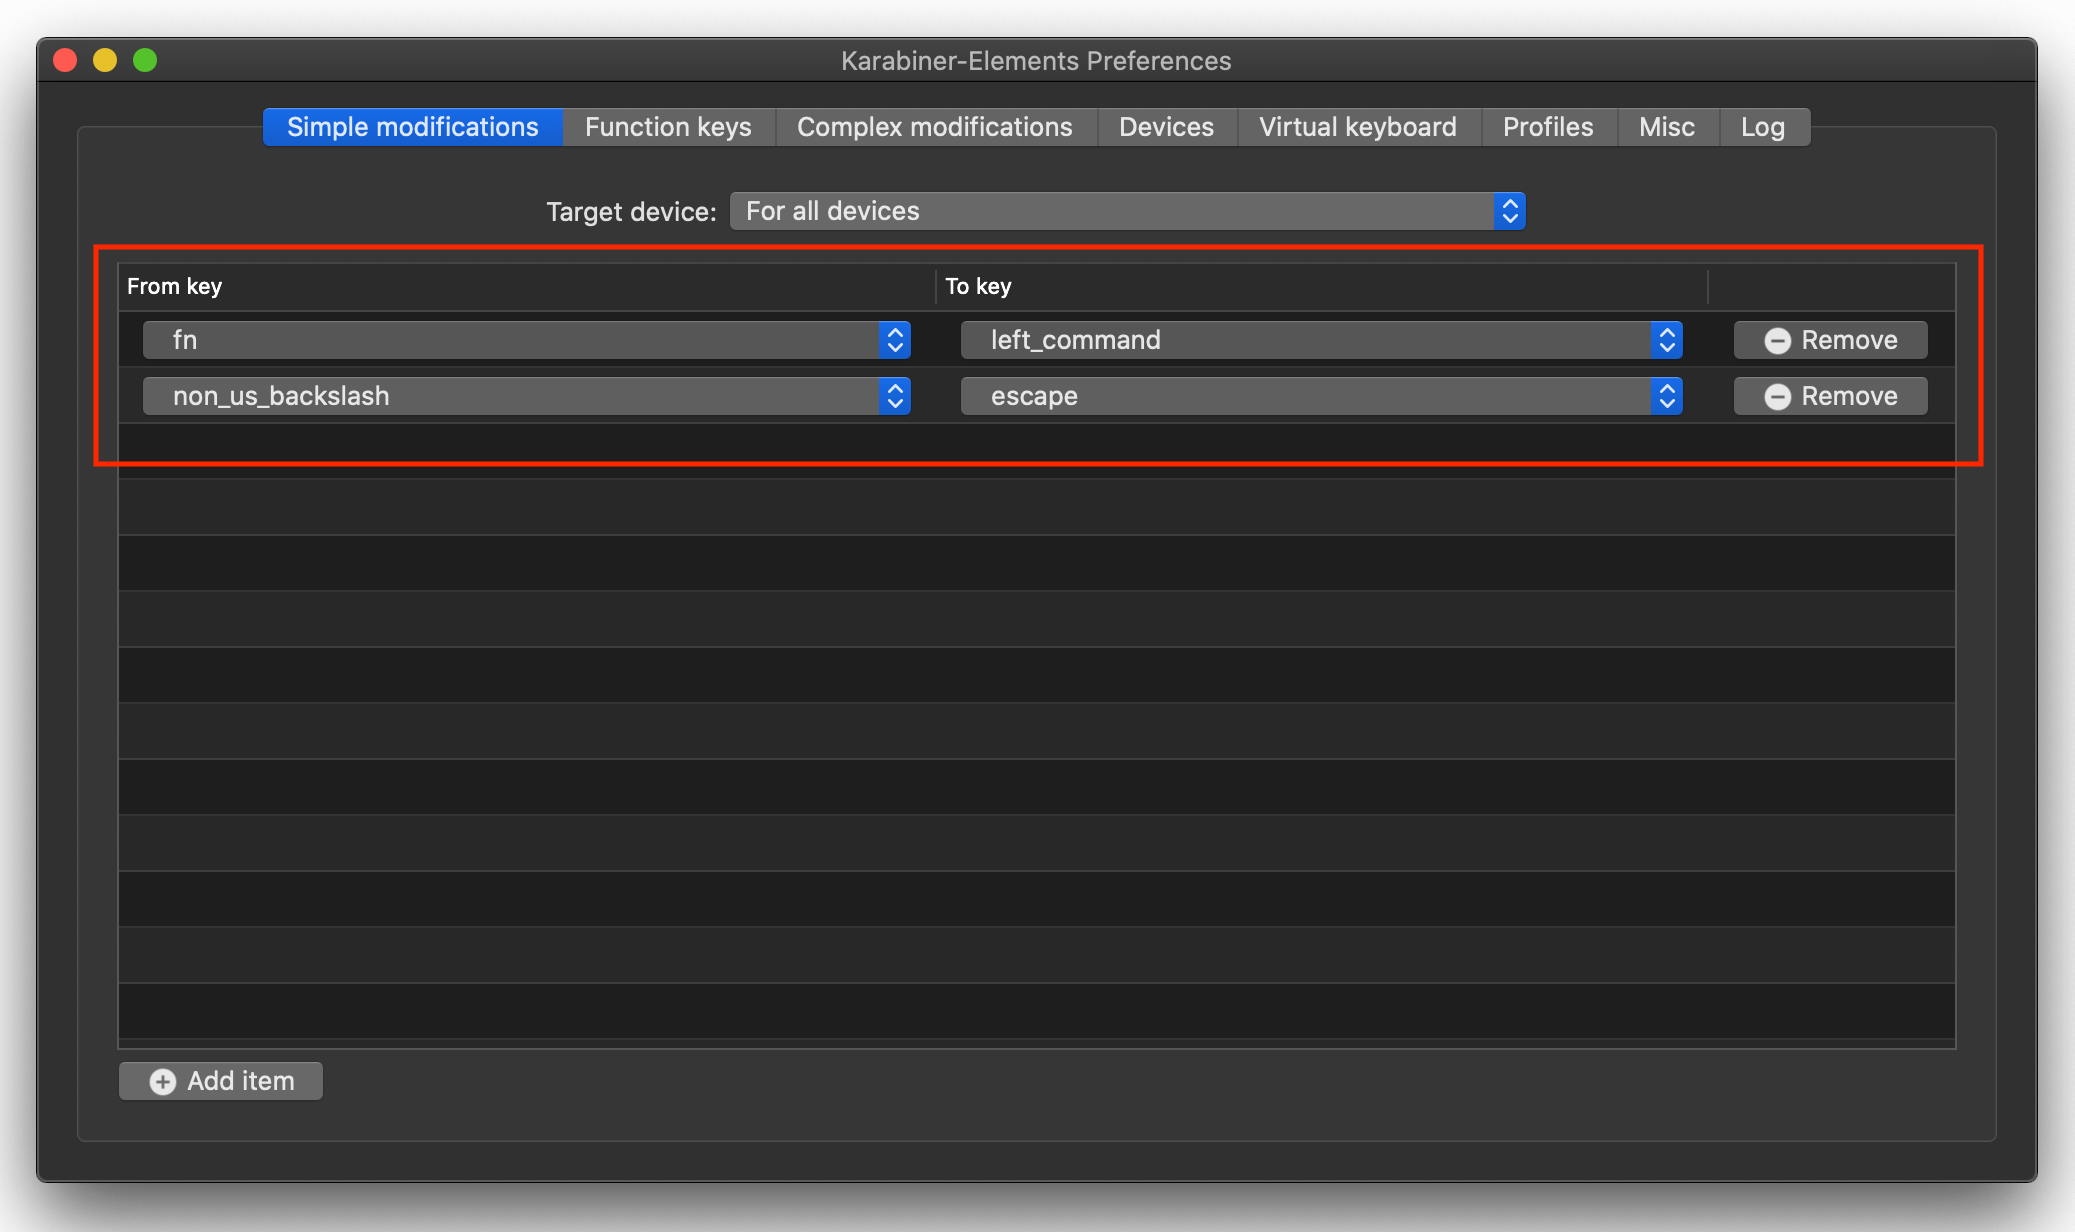 Karabiner-Elements Preferences
Simple modifications Function keys Complex modifications Devices Virtual keyboard Profiles Misc Log
Target device: For all devices
From key To key
fn left_command Remove
non_us_backslash escape Remove
Add item